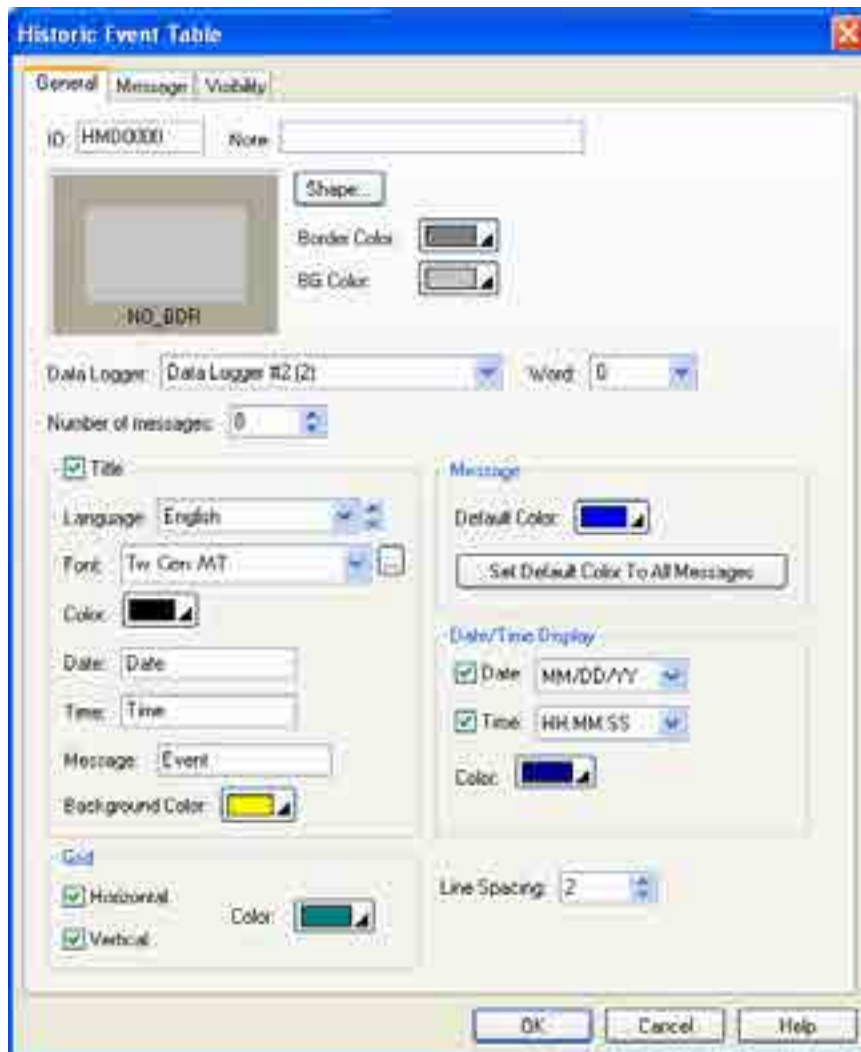 Historic Event Table
General Message Visibility
ID: HMD0000 Note:
Shape...
Border Color:
BG Color:
NO_BDR
Data Logger: Data Logger #2 (2) Word: 0
Number of messages:
Title
Language: English
Font: Tw Cen MT ...
Color:
Date: Date
Time: Time
Message: Event
Background Color:
Message
Default Color:
Set Default Color To All Messages
Date/Time Display
Date: MM/DD/YY
Time: HH:MM:SS
Color:
Grid
Horizontal
Vertical
Color:
Line Spacing: 2
OK Cancel Help